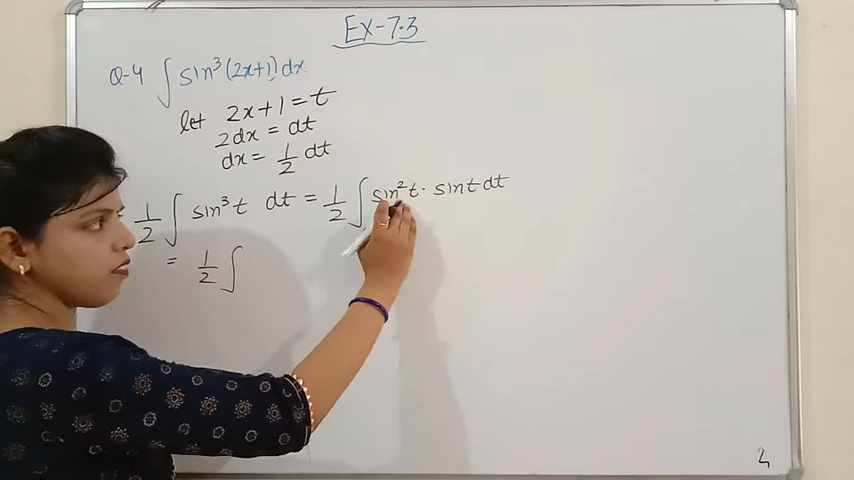 Ex-7.3
Q-4 ∫ sin³(2x+1)dx.
let 2x+1=t
2dx = dt
dx = 1/2 dt
1/2 ∫ sin³t dt = 1/2 ∫ sin²t · sint dt
= 1/2 ∫
4